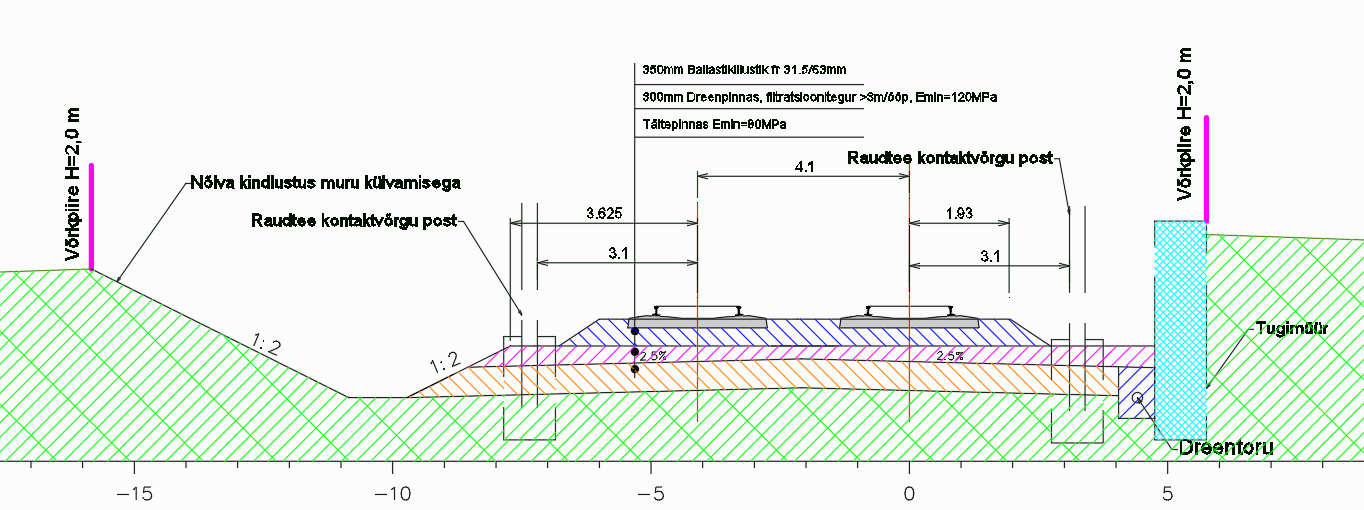 350mm Ballastikillustik fr 31.5/63mm
300mm Dreenpinnas, filtratsioonitegur >3m/ööp, Emin=120MPa
Täitepinnas Emin=80MPa
Võrkpiire H=2,0 m
Võrkpiire H=2,0 m
Raudtee kontaktvõrgu post
4.1
Nõlva kindlustus muru külvamisega
Raudtee kontaktvõrgu post
3.625
1.93
3.1
3.1
1:2
1:2
2.5%
2.5%
Tugimüür
Dreentoru
-15
-10
-5
0
5